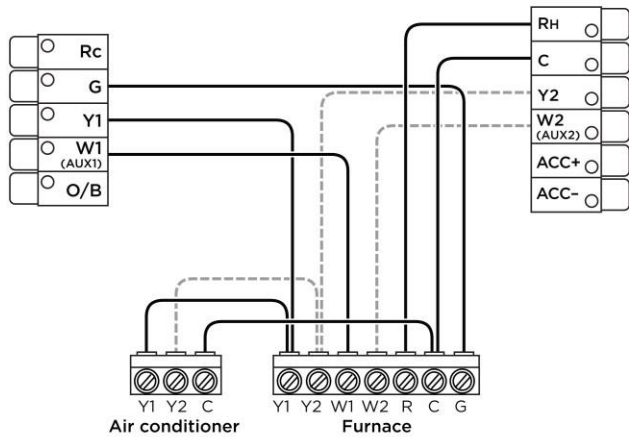 Rc
G
Y1
W1
(AUX1)
O/B
RH
C
Y2
W2
(AUX2)
ACC+
ACC-
Y1 Y2 C
Air conditioner
Y1 Y2 W1 W2 R C G
Furnace